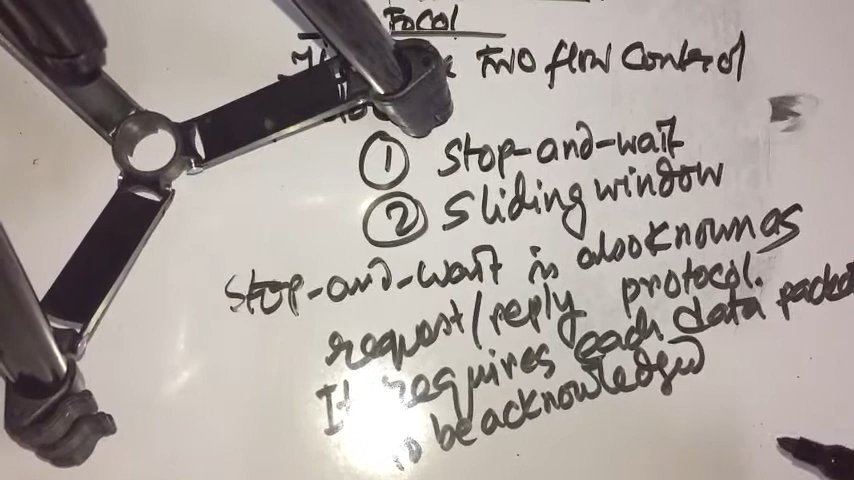 Focol
Two flow Control
① Stop-and-wait
② Sliding window
Stop-and-wait is also known as
request/reply protocol.
It requires each data packet
to be acknowledged